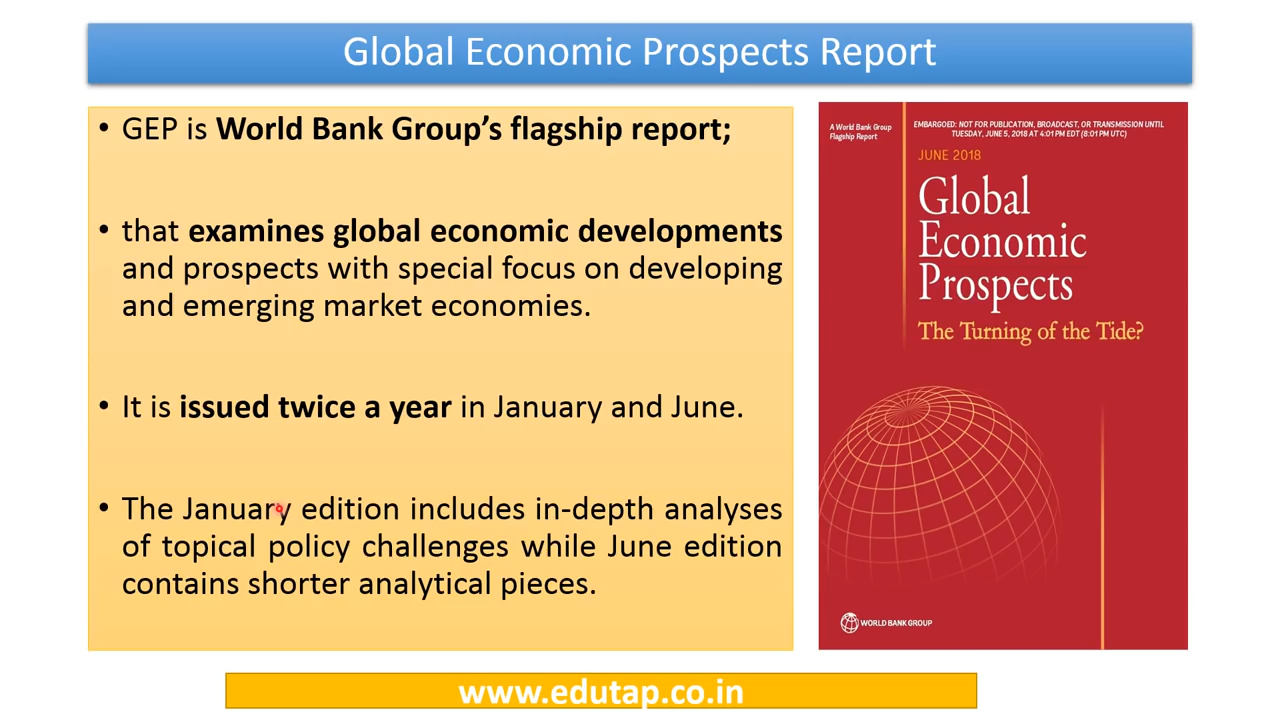 Global Economic Prospects Report
• GEP is World Bank Group’s flagship report;
• that examines global economic developments
and prospects with special focus on developing
and emerging market economies.
• It is issued twice a year in January and June.
• The January edition includes in-depth analyses
of topical policy challenges while June edition
contains shorter analytical pieces.
A World Bank Group
Flagship Report
EMBARGOED: NOT FOR PUBLICATION, BROADCAST, OR TRANSMISSION UNTIL
TUESDAY, JUNE 5, 2018 AT 4:01 PM EDT (8:01 PM UTC)
JUNE 2018
Global
Economic
Prospects
The Turning of the Tide?
WORLD BANK GROUP
www.edutap.co.in